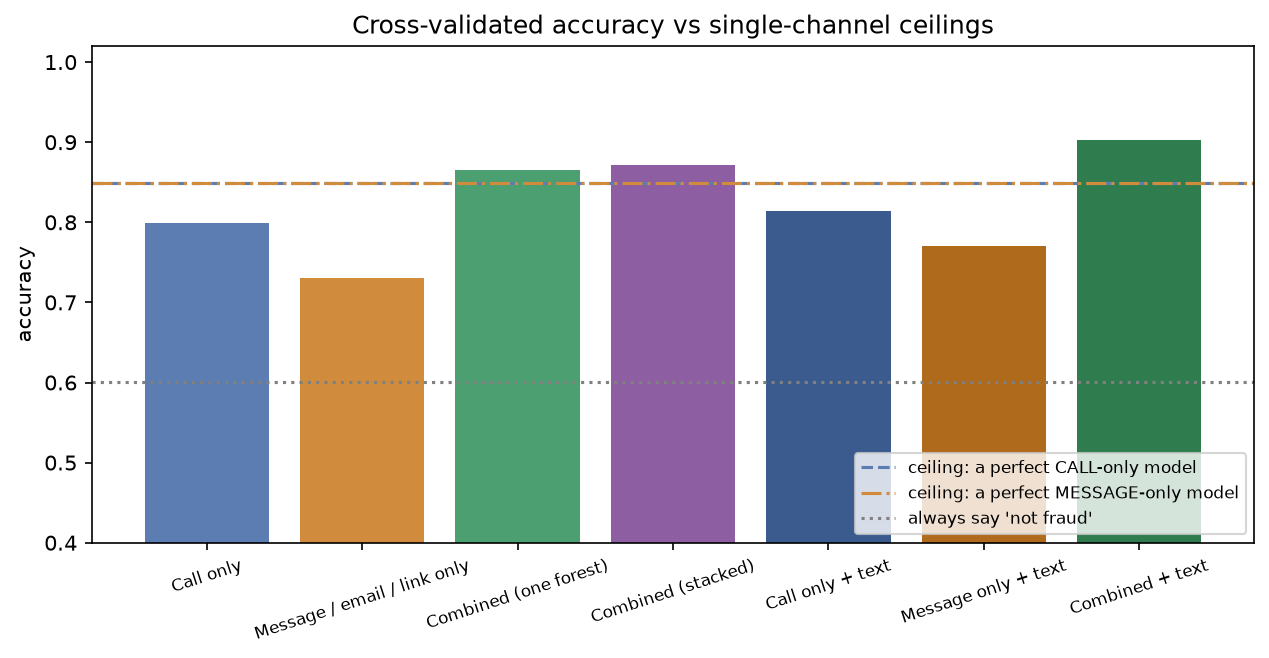 Cross-validated accuracy vs single-channel ceilings
accuracy
1.0
0.9
0.8
0.7
0.6
0.5
0.4
ceiling: a perfect CALL-only model
ceiling: a perfect MESSAGE-only model
always say 'not fraud'
Call only
Message / email / link only
Combined (one forest)
Combined (stacked)
Call only + text
Message only + text
Combined + text